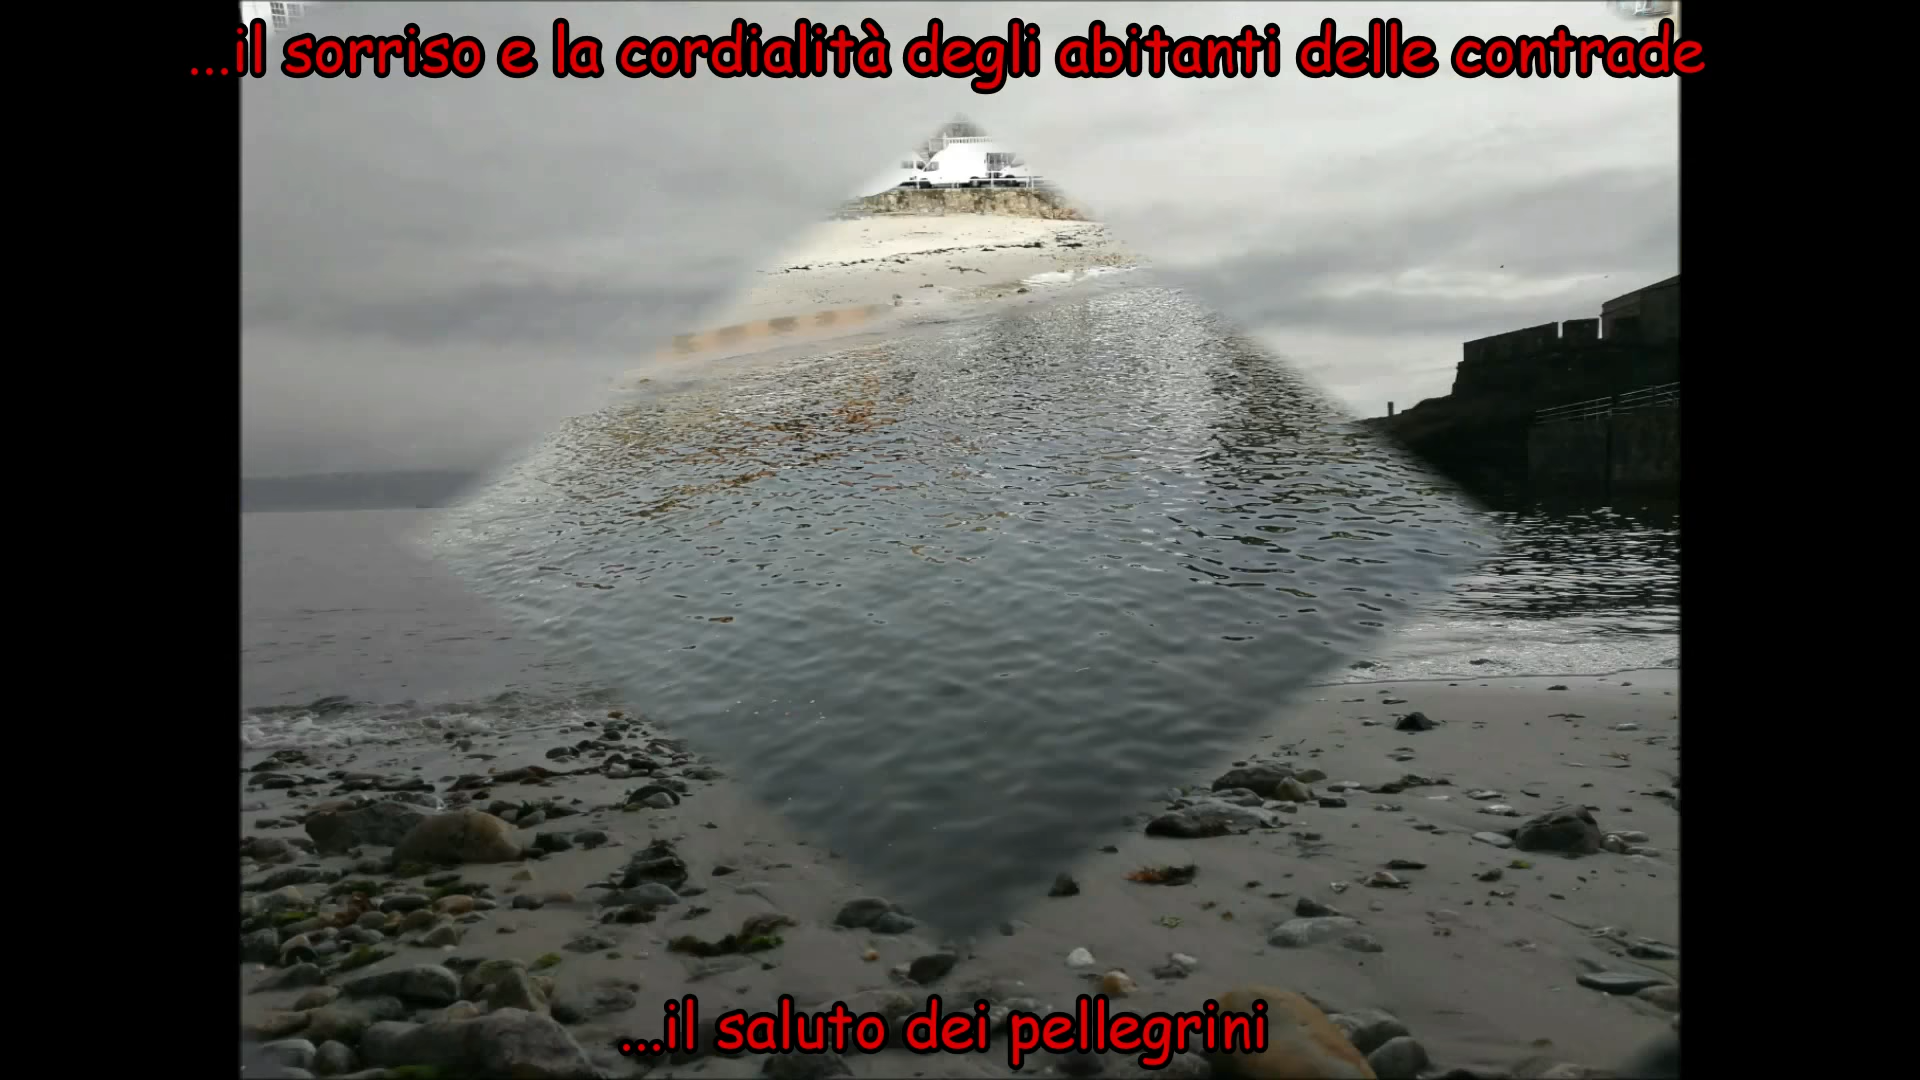 ...il sorriso e la cordialità degli abitanti delle contrade
...il saluto dei pellegrini